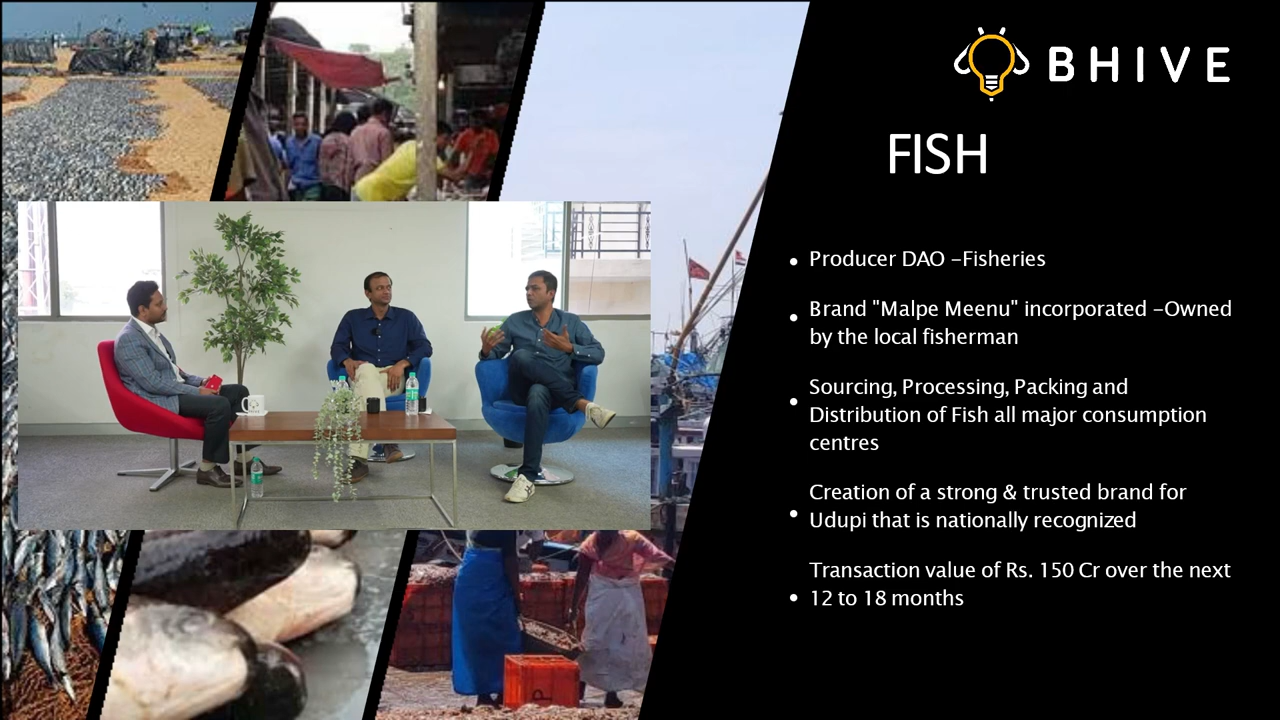 BHIVE
FISH
Producer DAO –Fisheries
Brand "Malpe Meenu" incorporated –Owned
by the local fisherman
Sourcing, Processing, Packing and
Distribution of Fish all major consumption
centres
Creation of a strong & trusted brand for
Udupi that is nationally recognized
Transaction value of Rs. 150 Cr over the next
12 to 18 months